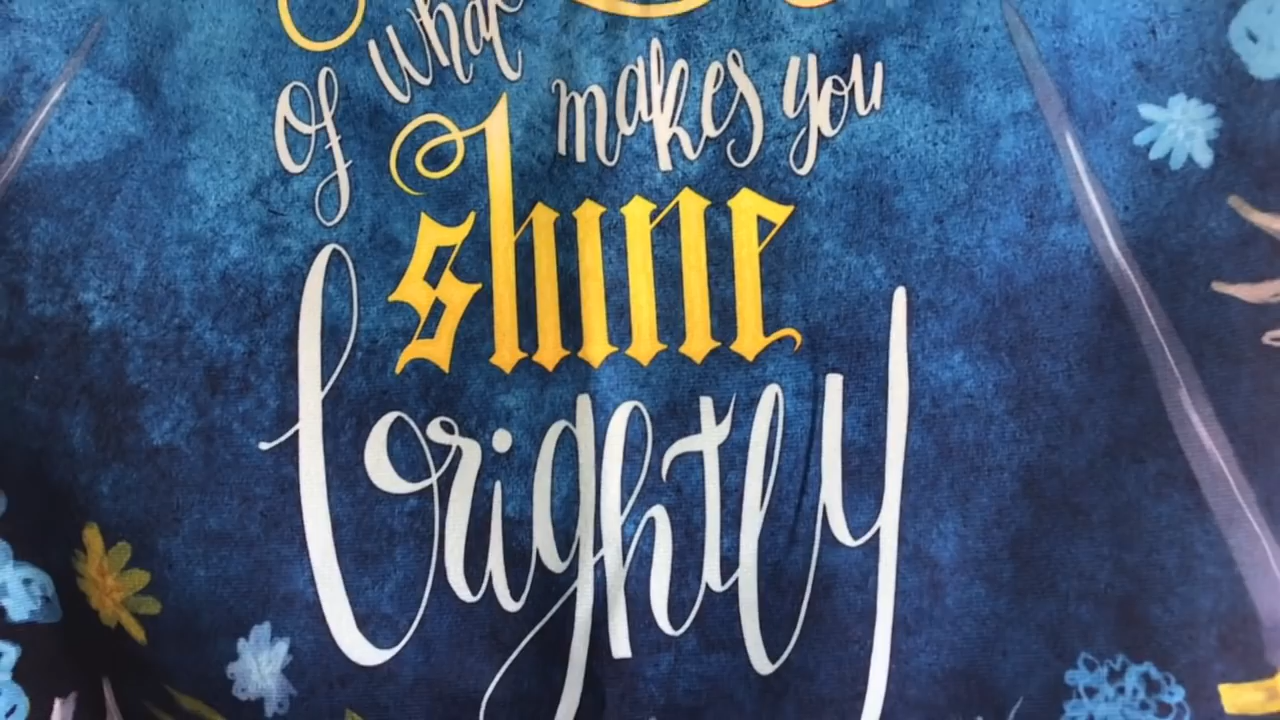 of what
makes you
shine
brightly